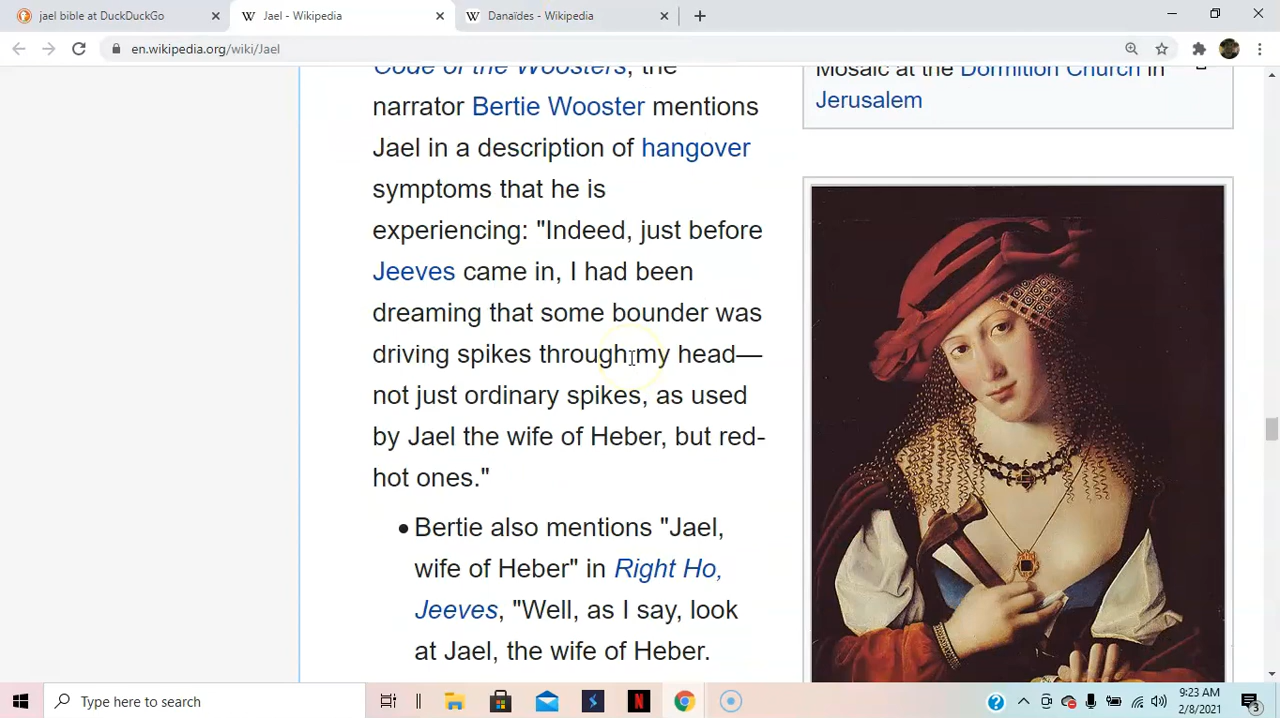 jael bible at DuckDuckGo
Jael - Wikipedia
Danaïdes - Wikipedia
en.wikipedia.org/wiki/Jael
Code of the Woosters, the
narrator Bertie Wooster mentions
Jael in a description of hangover
symptoms that he is
experiencing: "Indeed, just before
Jeeves came in, I had been
dreaming that some bounder was
driving spikes through my head—
not just ordinary spikes, as used
by Jael the wife of Heber, but red-
hot ones."
Bertie also mentions "Jael,
wife of Heber" in Right Ho,
Jeeves, "Well, as I say, look
at Jael, the wife of Heber.
Mosaic at the Dormition Church in
Jerusalem
Type here to search
9:23 AM
2/8/2021
3